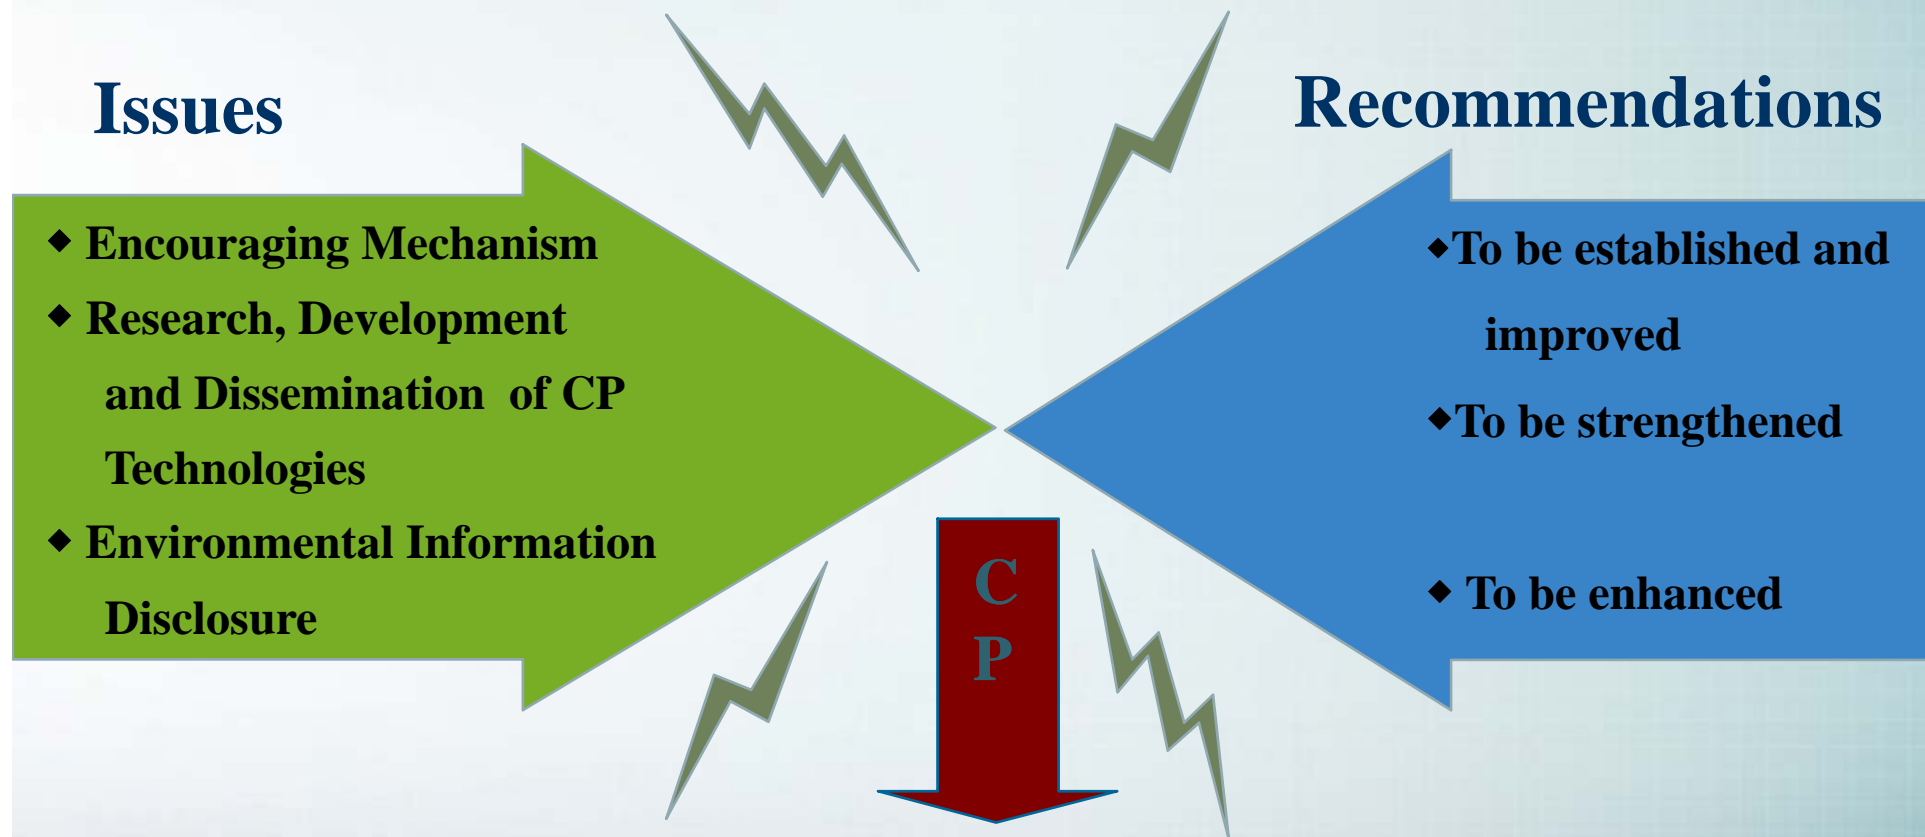 Issues
◆ Encouraging Mechanism
◆ Research, Development
and Dissemination of CP
Technologies
◆ Environmental Information
Disclosure
Recommendations
◆To be established and
improved
◆To be strengthened
◆ To be enhanced
C
P